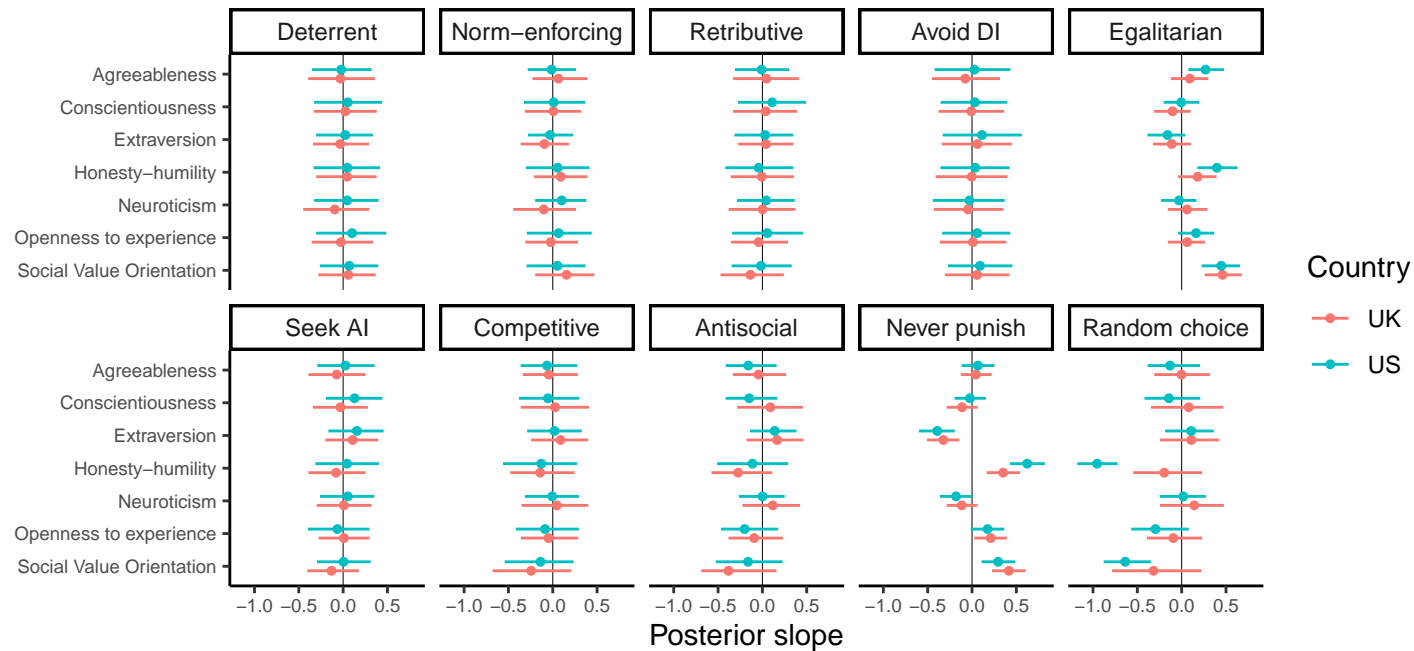 Deterrent Norm−enforcing Retributive Avoid DI Egalitarian
Agreeableness
Conscientiousness
Extraversion
Honesty−humility
Neuroticism
Openness to experience
Social Value Orientation
Seek AI Competitive Antisocial Never punish Random choice
Agreeableness
Conscientiousness
Extraversion
Honesty−humility
Neuroticism
Openness to experience
Social Value Orientation
−1.0 −0.5 0.0 0.5 −1.0 −0.5 0.0 0.5 −1.0 −0.5 0.0 0.5 −1.0 −0.5 0.0 0.5 −1.0 −0.5 0.0 0.5
Posterior slope
Country
UK
US